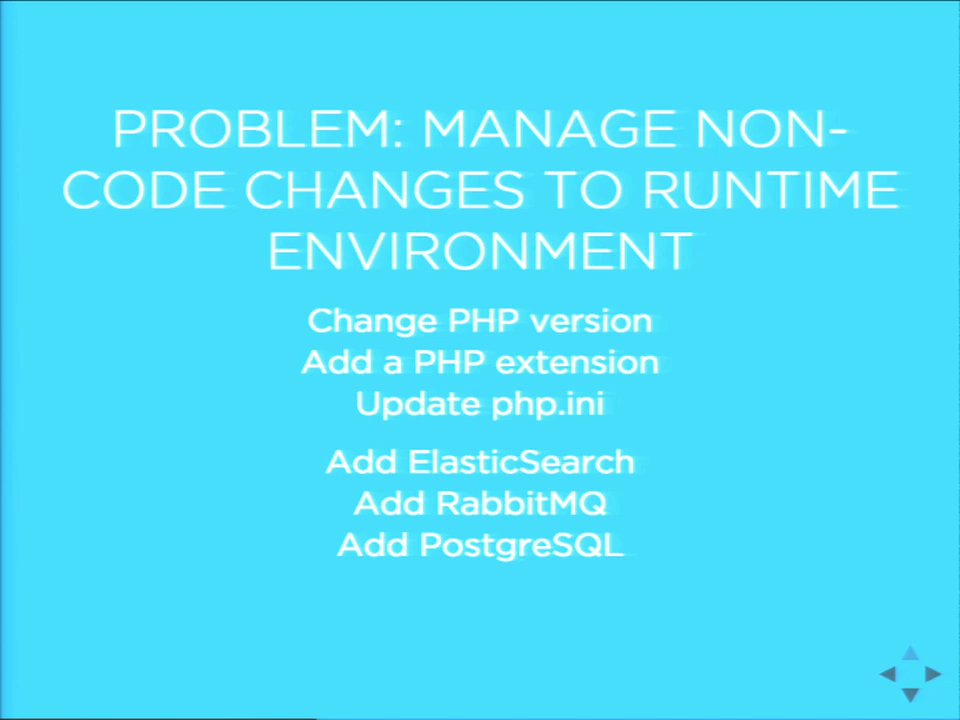 PROBLEM: MANAGE NON-
CODE CHANGES TO RUNTIME
ENVIRONMENT
Change PHP version
Add a PHP extension
Update php.ini
Add ElasticSearch
Add RabbitMQ
Add PostgreSQL